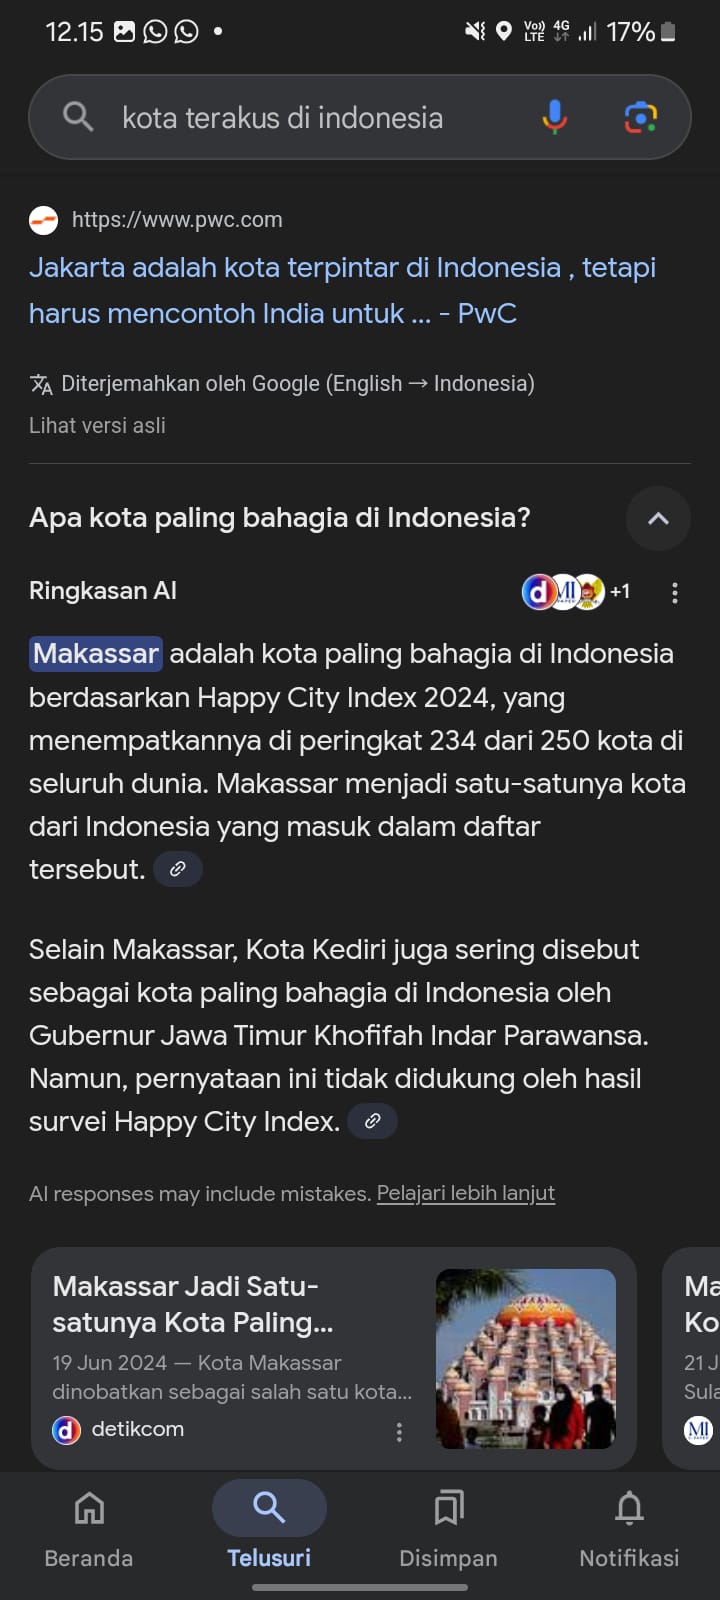 12.15
Vo)) LTE 4G 17%
kota terakus di indonesia
https://www.pwc.com
Jakarta adalah kota terpintar di Indonesia , tetapi
harus mencontoh India untuk ... - PwC
Diterjemahkan oleh Google (English → Indonesia)
Lihat versi asli
Apa kota paling bahagia di Indonesia?
Ringkasan AI
d MI +1
Makassar adalah kota paling bahagia di Indonesia
berdasarkan Happy City Index 2024, yang
menempatkannya di peringkat 234 dari 250 kota di
seluruh dunia. Makassar menjadi satu-satunya kota
dari Indonesia yang masuk dalam daftar
tersebut.
Selain Makassar, Kota Kediri juga sering disebut
sebagai kota paling bahagia di Indonesia oleh
Gubernur Jawa Timur Khofifah Indar Parawansa.
Namun, pernyataan ini tidak didukung oleh hasil
survei Happy City Index.
AI responses may include mistakes. Pelajari lebih lanjut
Makassar Jadi Satu-
satunya Kota Paling...
19 Jun 2024 — Kota Makassar
dinobatkan sebagai salah satu kota...
d detikcom
Ma
Ko
21 J
Sula
MI
Beranda
Telusuri
Disimpan
Notifikasi